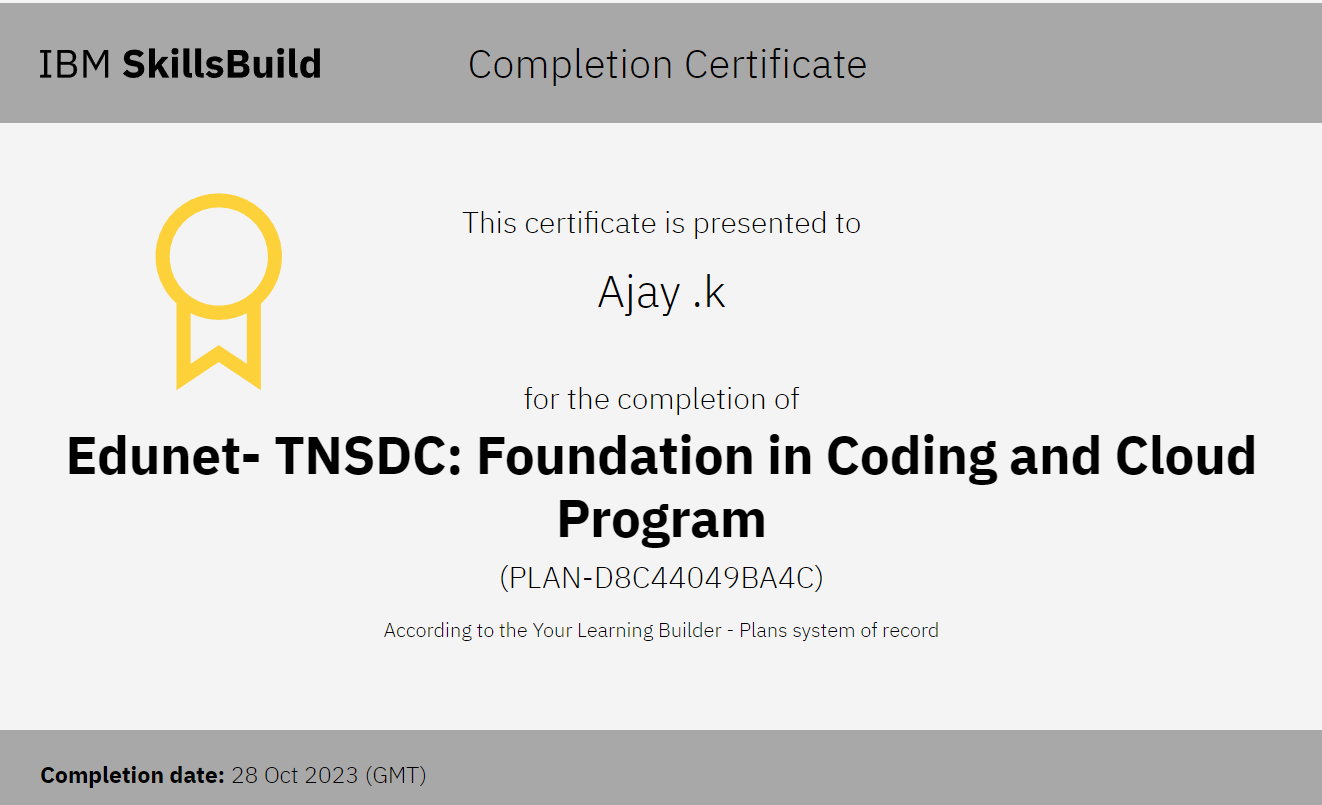 IBM SkillsBuild
Completion Certificate
This certificate is presented to
Ajay .k
for the completion of
Edunet- TNSDC: Foundation in Coding and Cloud
Program
(PLAN-D8C44049BA4C)
According to the Your Learning Builder - Plans system of record
Completion date: 28 Oct 2023 (GMT)